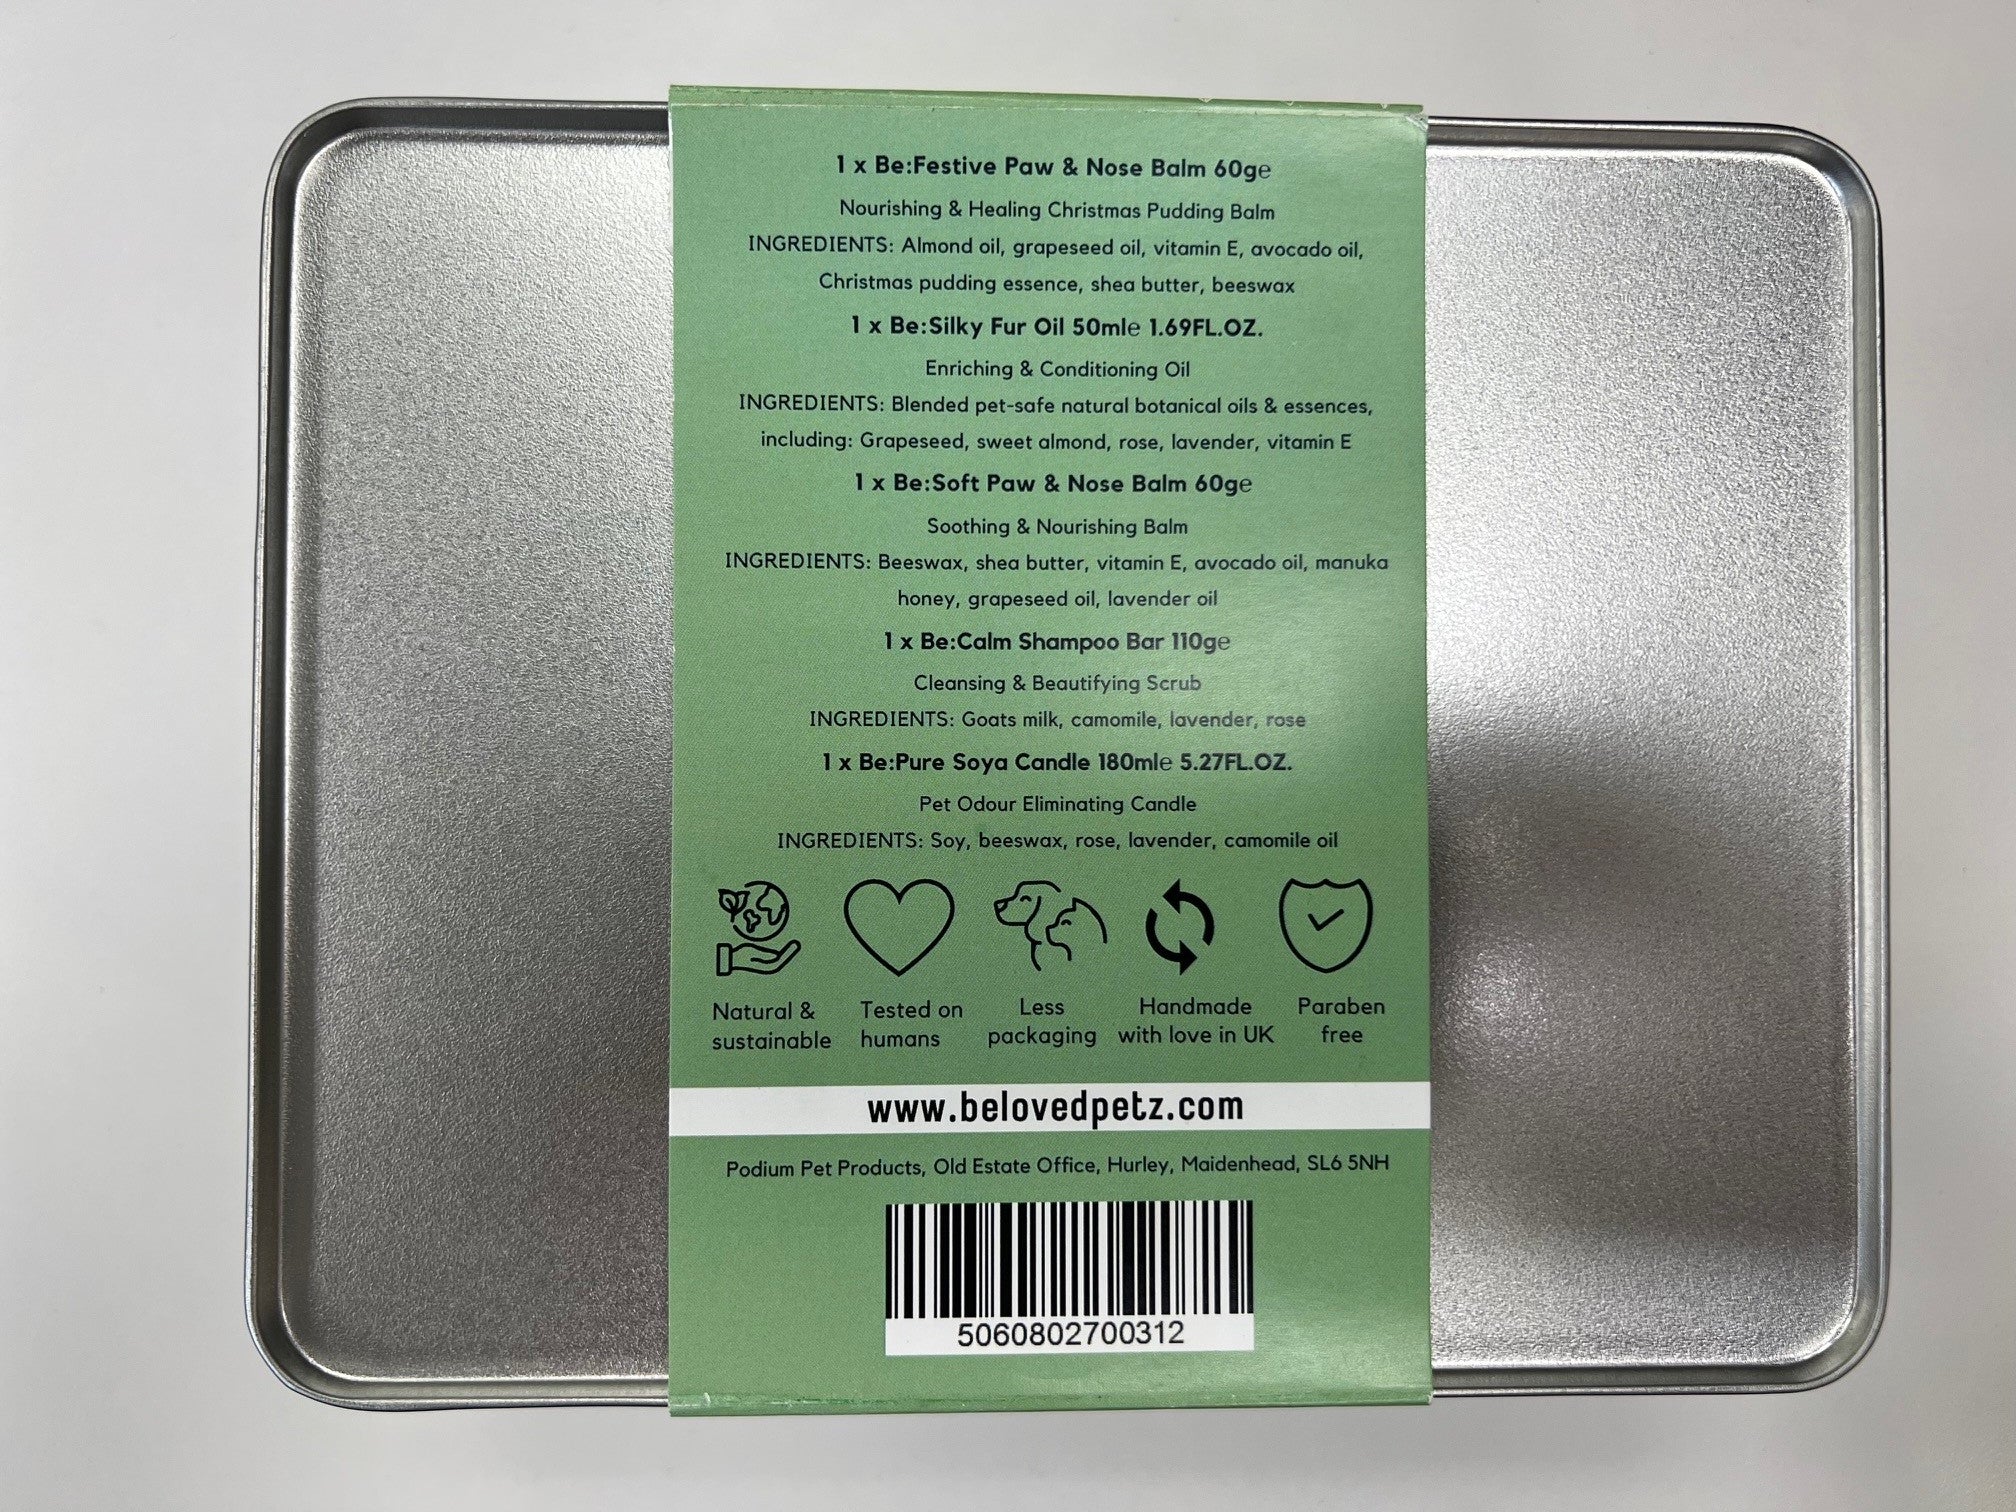 1 x Be:Festive Paw & Nose Balm 60g℮
Nourishing & Healing Christmas Pudding Balm
INGREDIENTS: Almond oil, grapeseed oil, vitamin E, avocado oil,
Christmas pudding essence, shea butter, beeswax
1 x Be:Silky Fur Oil 50ml℮ 1.69FL.OZ.
Enriching & Conditioning Oil
INGREDIENTS: Blended pet-safe natural botanical oils & essences,
including: Grapeseed, sweet almond, rose, lavender, vitamin E
1 x Be:Soft Paw & Nose Balm 60g℮
Soothing & Nourishing Balm
INGREDIENTS: Beeswax, shea butter, vitamin E, avocado oil, manuka
honey, grapeseed oil, lavender oil
1 x Be:Calm Shampoo Bar 110g℮
Cleansing & Beautifying Scrub
INGREDIENTS: Goats milk, camomile, lavender, rose
1 x Be:Pure Soya Candle 180ml℮ 5.27FL.OZ.
Pet Odour Eliminating Candle
INGREDIENTS: Soy, beeswax, rose, lavender, camomile oil
Natural &
sustainable
Tested on
humans
Less
packaging
Handmade
with love in UK
Paraben
free
www.belovedpetz.com
Podium Pet Products, Old Estate Office, Hurley, Maidenhead, SL6 5NH
5060802700312